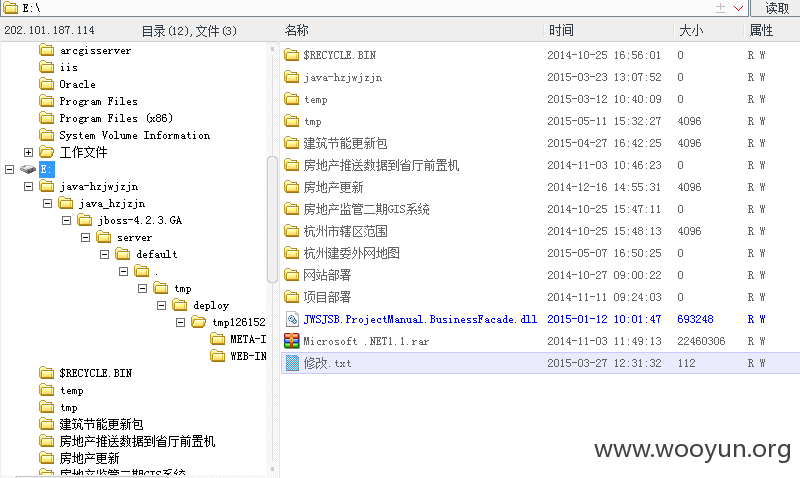 E:\ 读取
202.101.187.114 目录(12),文件(3) 名称 时间 大小 属性
arcgisserver
iis
Oracle
Program Files
Program Files (x86)
System Volume Information
工作文件
E:
java-hzjwjzjn
java_hzjzjn
jboss-4.2.3.GA
server
default
.
tmp
deploy
tmp126152
META-I
WEB-IN
$RECYCLE.BIN
temp
tmp
建筑节能更新包
房地产推送数据到省厅前置机
房地产更新
房地产监管二期GIS系统
$RECYCLE.BIN 2014-10-25 16:56:01 0 R W
java-hzjwjzjn 2015-03-23 13:07:52 0 R W
temp 2015-03-12 10:40:09 0 R W
tmp 2015-05-11 15:32:27 4096 R W
建筑节能更新包 2015-04-27 16:42:25 4096 R W
房地产推送数据到省厅前置机 2014-11-03 10:46:23 0 R W
房地产更新 2014-12-16 14:55:31 4096 R W
房地产监管二期GIS系统 2014-10-25 15:47:11 0 R W
杭州市辖区范围 2014-10-25 15:48:13 4096 R W
杭州建委外网地图 2015-05-07 16:50:25 0 R W
网站部署 2014-10-27 09:00:22 0 R W
项目部署 2014-11-11 09:24:03 0 R W
JWSJSB.ProjectManual.BusinessFacade.dll 2015-01-12 10:01:47 693248 R W
Microsoft .NET1.1.rar 2014-11-03 11:49:13 22460306 R W
修改.txt 2015-03-27 12:31:32 112 R W
www.wooyun.org